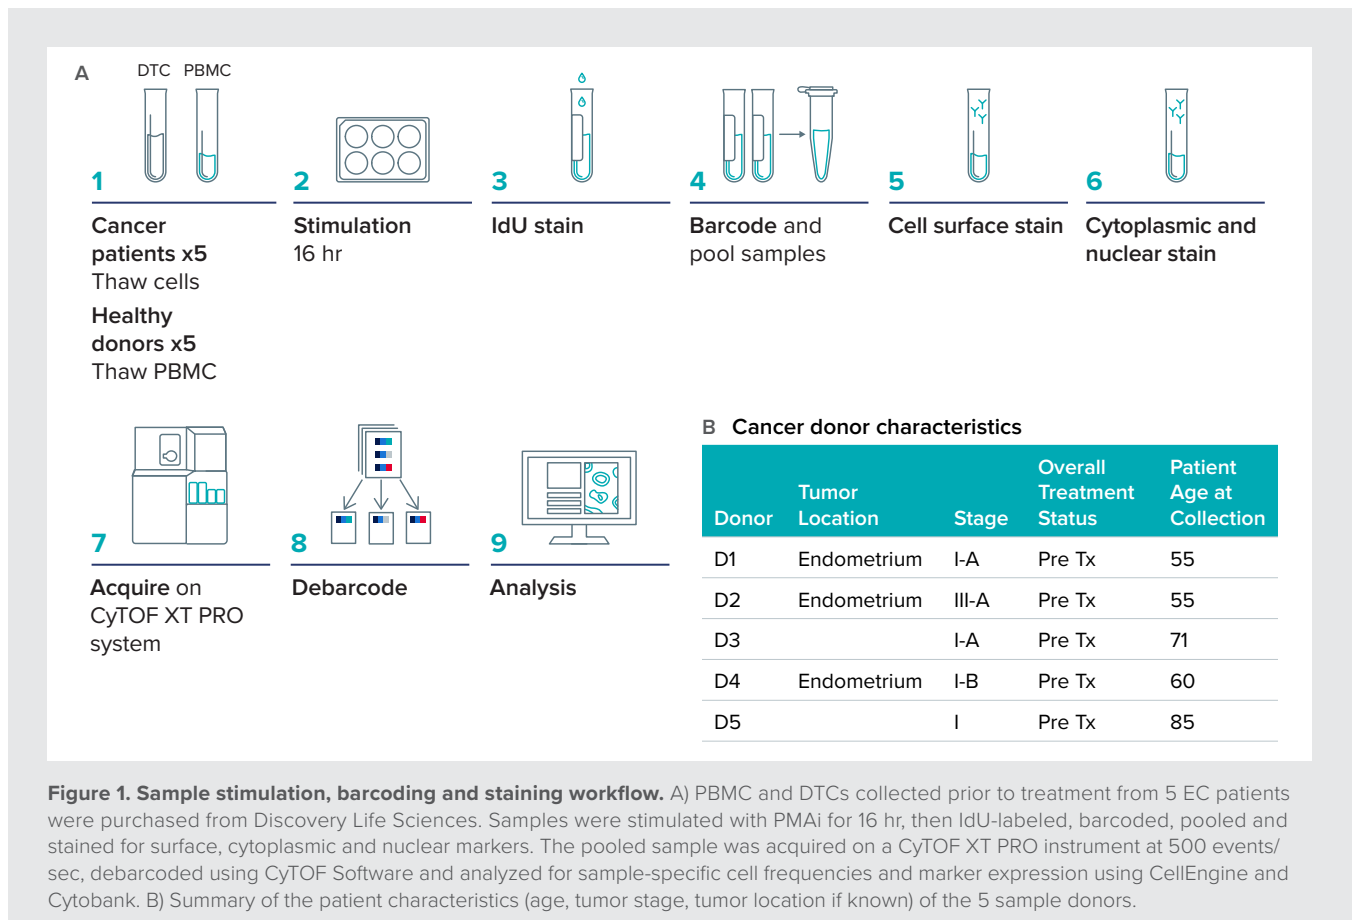 A
DTC PBMC
1
Cancer
patients x5
Thaw cells
Healthy
donors x5
Thaw PBMC
2
Stimulation
16 hr
3
IdU stain
4
Barcode and
pool samples
5
Cell surface stain
6
Cytoplasmic and
nuclear stain
7
Acquire on
CyTOF XT PRO
system
8
Debarcode
9
Analysis
B Cancer donor characteristics
Donor Tumor Location Stage Overall Treatment Status Patient Age at Collection
D1 Endometrium I-A Pre Tx 55
D2 Endometrium III-A Pre Tx 55
D3 I-A Pre Tx 71
D4 Endometrium I-B Pre Tx 60
D5 I Pre Tx 85
Figure 1. Sample stimulation, barcoding and staining workflow. A) PBMC and DTCs collected prior to treatment from 5 EC patients
were purchased from Discovery Life Sciences. Samples were stimulated with PMAi for 16 hr, then IdU-labeled, barcoded, pooled and
stained for surface, cytoplasmic and nuclear markers. The pooled sample was acquired on a CyTOF XT PRO instrument at 500 events/
sec, debarcoded using CyTOF Software and analyzed for sample-specific cell frequencies and marker expression using CellEngine and
Cytobank. B) Summary of the patient characteristics (age, tumor stage, tumor location if known) of the 5 sample donors.